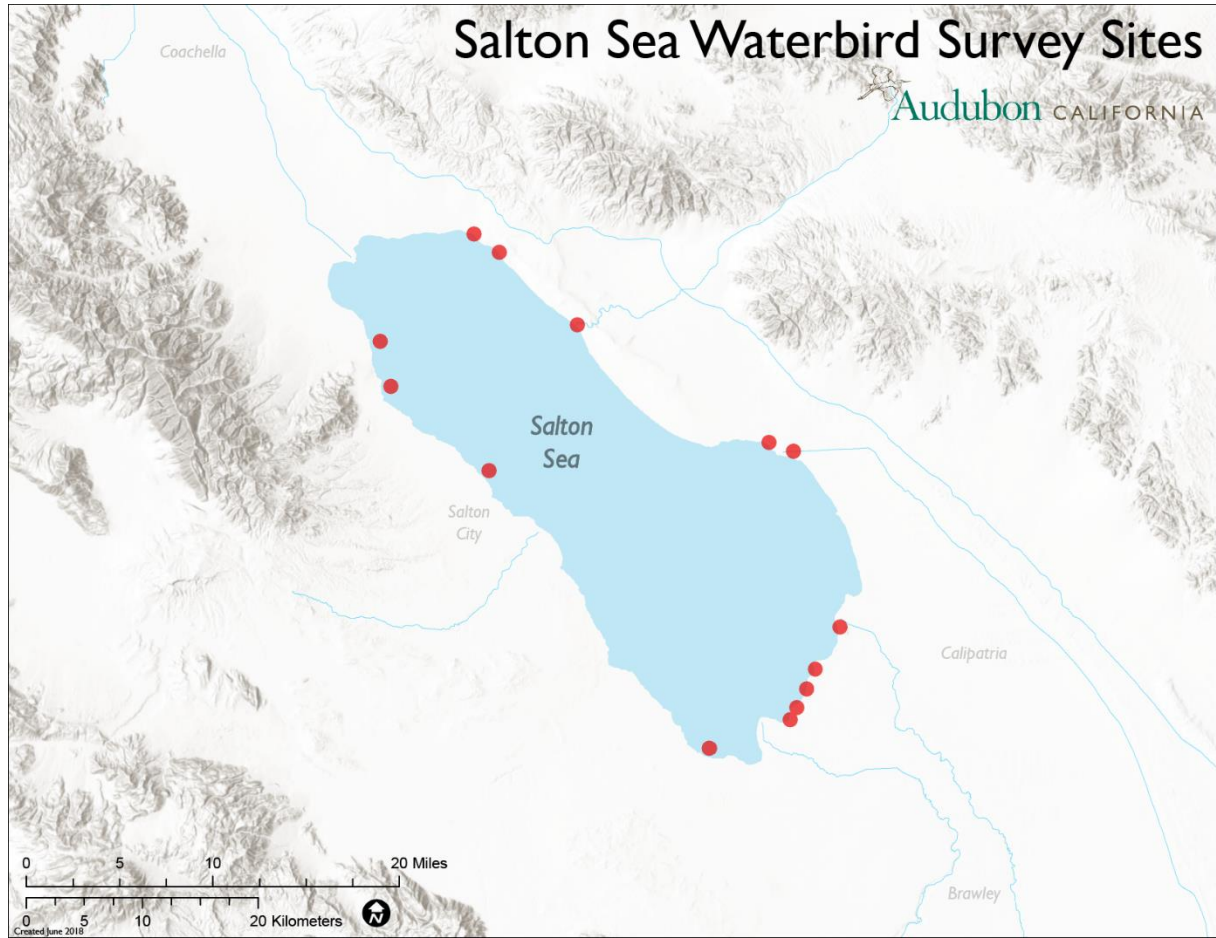 Salton Sea Waterbird Survey Sites
Coachella
Audubon CALIFORNIA
Salton
Sea
Salton
City
Calipatria
Brawley
0 5 10 20 Miles
0 5 10 20 Kilometers
N
Created June 2018